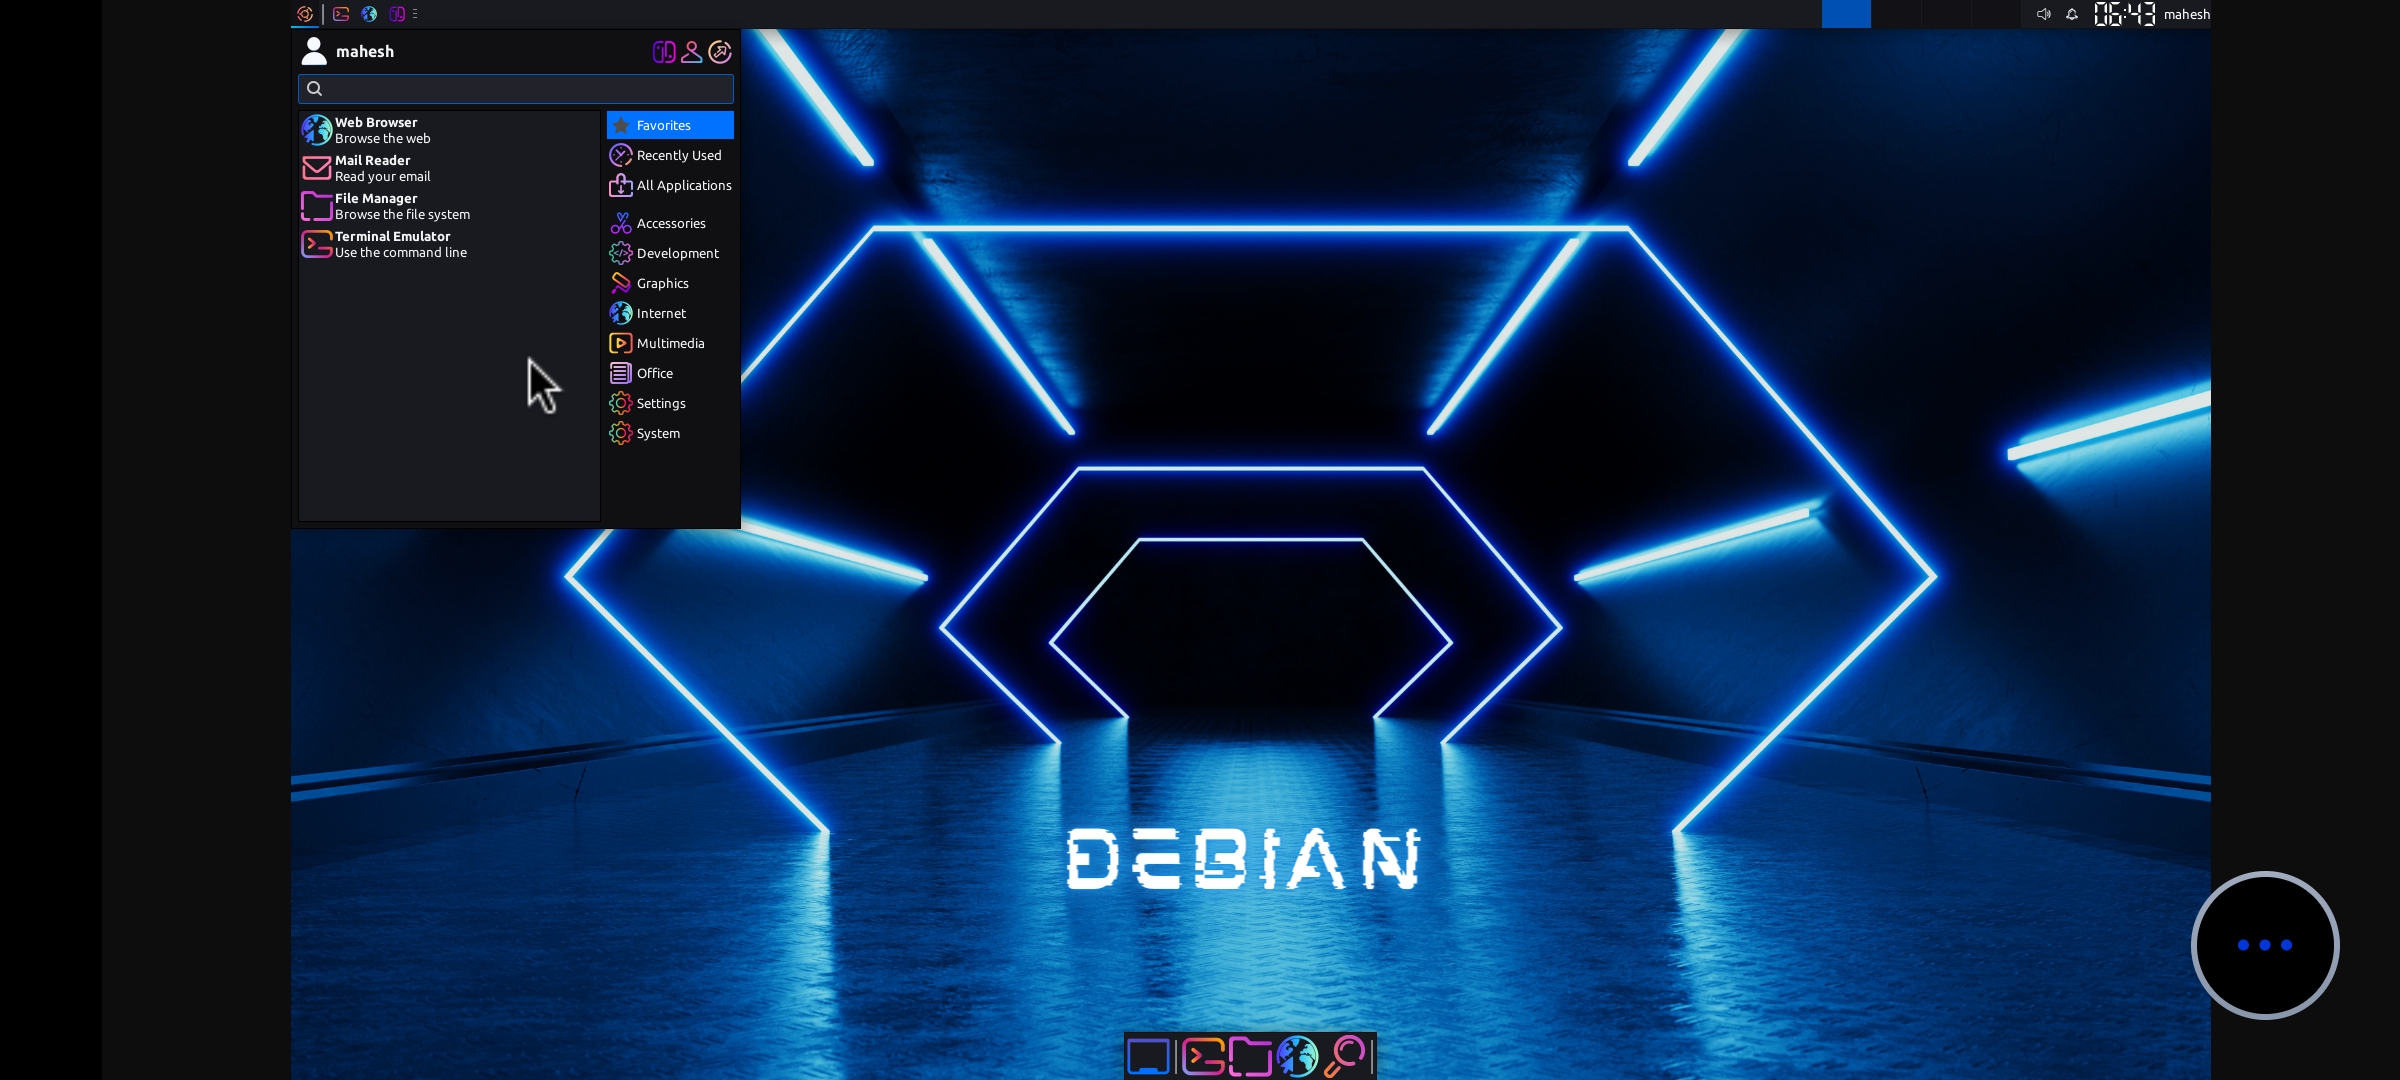 06:43 mahesh
mahesh
Web Browser
Browse the web
Mail Reader
Read your email
File Manager
Browse the file system
Terminal Emulator
Use the command line
Favorites
Recently Used
All Applications
Accessories
Development
Graphics
Internet
Multimedia
Office
Settings
System
DEBIAN